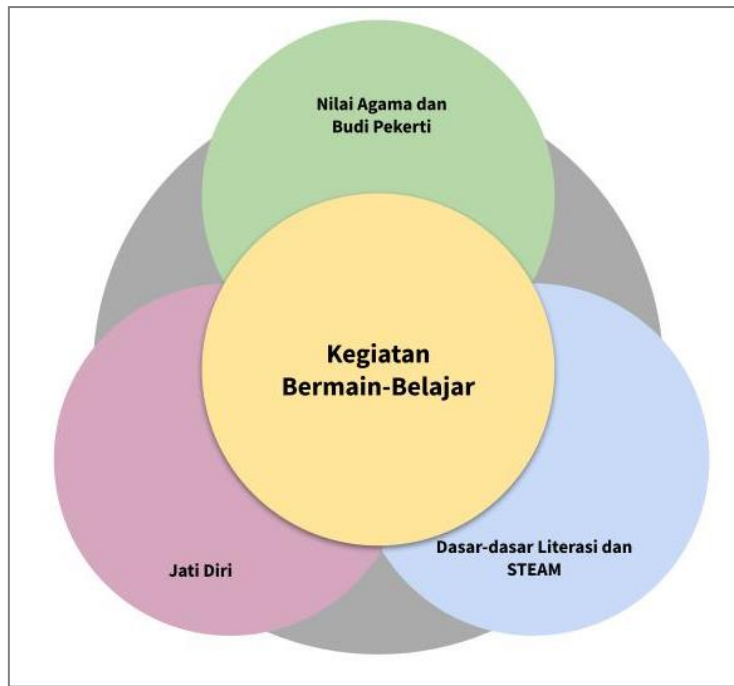 Nilai Agama dan
Budi Pekerti
Kegiatan
Bermain-Belajar
Jati Diri
Dasar-dasar Literasi dan
STEAM